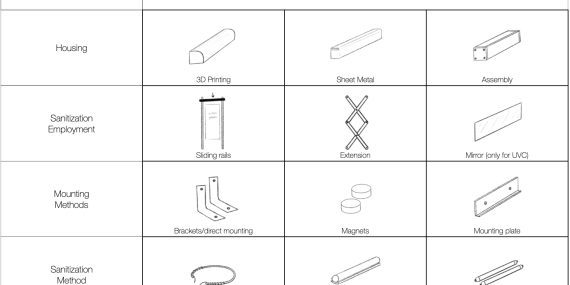 Housing
3D Printing
Sheet Metal
Assembly
Sanitization
Employment
Sliding rails
Extension
Mirror (only for UVC)
Mounting
Methods
Brackets/direct mounting
Magnets
Mounting plate
Sanitization
Method